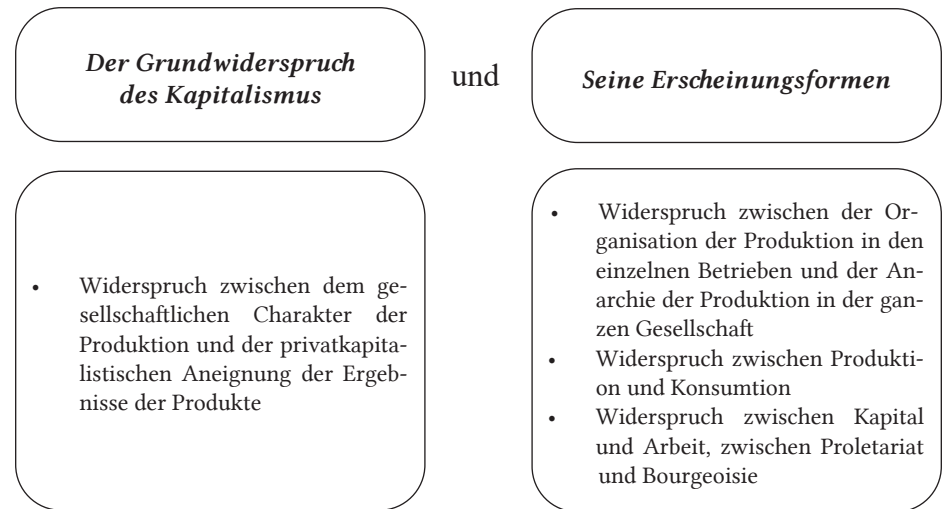 Der Grundwiderspruch
des Kapitalismus
und
Seine Erscheinungsformen
• Widerspruch zwischen dem ge-
sellschaftlichen Charakter der
Produktion und der privatkapita-
listischen Aneignung der Ergeb-
nisse der Produkte
• Widerspruch zwischen der Or-
ganisation der Produktion in den
einzelnen Betrieben und der An-
archie der Produktion in der gan-
zen Gesellschaft
• Widerspruch zwischen Produkti-
on und Konsumtion
• Widerspruch zwischen Kapital
und Arbeit, zwischen Proletariat
und Bourgeoisie